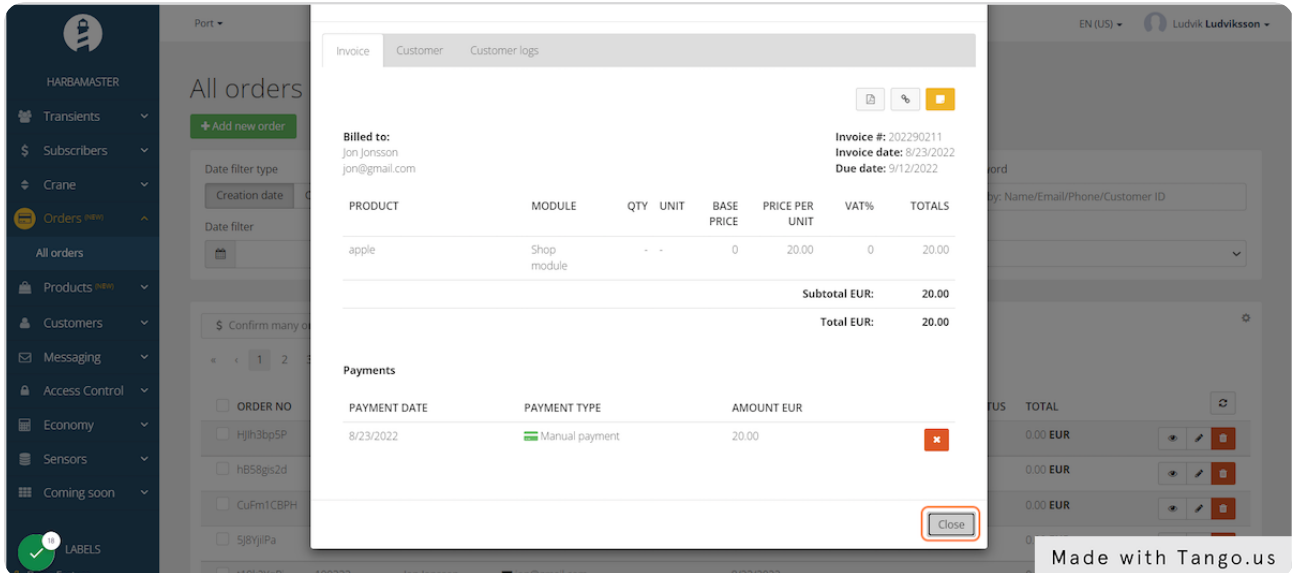 Port
EN (US)
Ludvik Ludviksson
HARBAMASTER
Transients
Subscribers
Crane
Orders (NEW)
All orders
Products (NEW)
Customers
Messaging
Access Control
Economy
Sensors
Coming soon
18
LABELS
All orders
+ Add new order
Date filter type
Creation date
Date filter
by: Name/Email/Phone/Customer ID
$ Confirm many
« ‹ 1 2
ORDER NO
TOTAL
HJlh3bp5P
0.00 EUR
hB58gis2d
0.00 EUR
CuFm1CBPH
0.00 EUR
5J8YjilPa
Invoice Customer Customer logs
Billed to:
Jon Jonsson
jon@gmail.com
Invoice #: 202290211
Invoice date: 8/23/2022
Due date: 9/12/2022
PRODUCT MODULE QTY UNIT BASE PRICE PRICE PER UNIT VAT% TOTALS
apple Shop module - - 0 20.00 0 20.00
Subtotal EUR: 20.00
Total EUR: 20.00
Payments
PAYMENT DATE PAYMENT TYPE AMOUNT EUR
8/23/2022 Manual payment 20.00
Close
Made with Tango.us